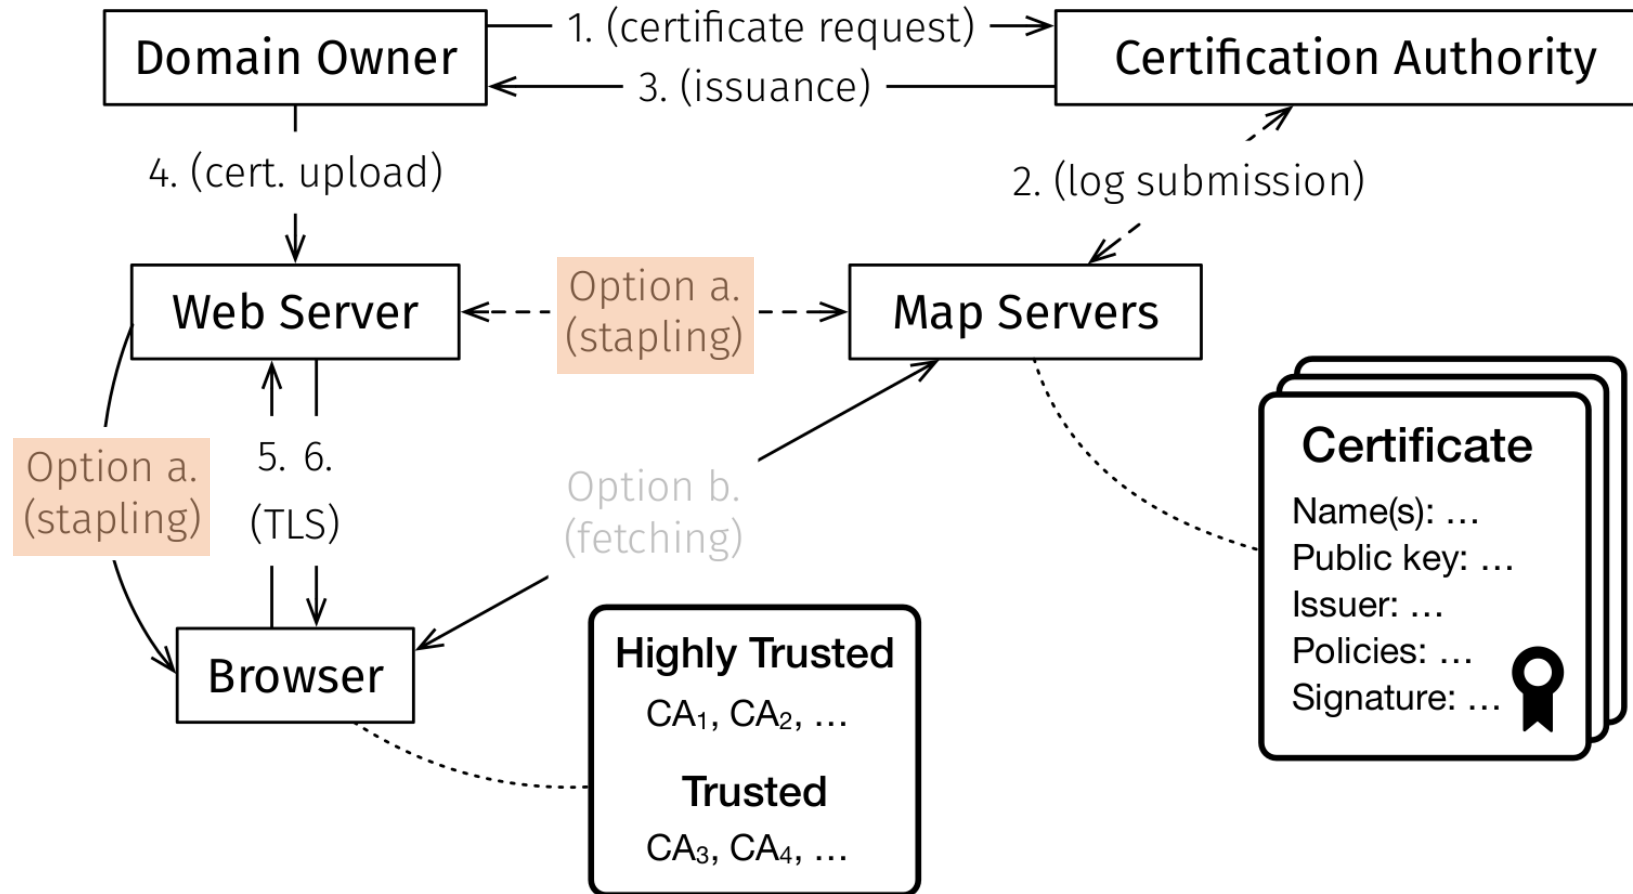 Domain Owner
1. (certificate request)
Certification Authority
3. (issuance)
4. (cert. upload)
2. (log submission)
Web Server
Option a.
(stapling)
Map Servers
Option a.
(stapling)
5. 6.
(TLS)
Option b.
(fetching)
Browser
Highly Trusted
CA₁, CA₂, ...
Trusted
CA₃, CA₄, ...
Certificate
Name(s): ...
Public key: ...
Issuer: ...
Policies: ...
Signature: ...